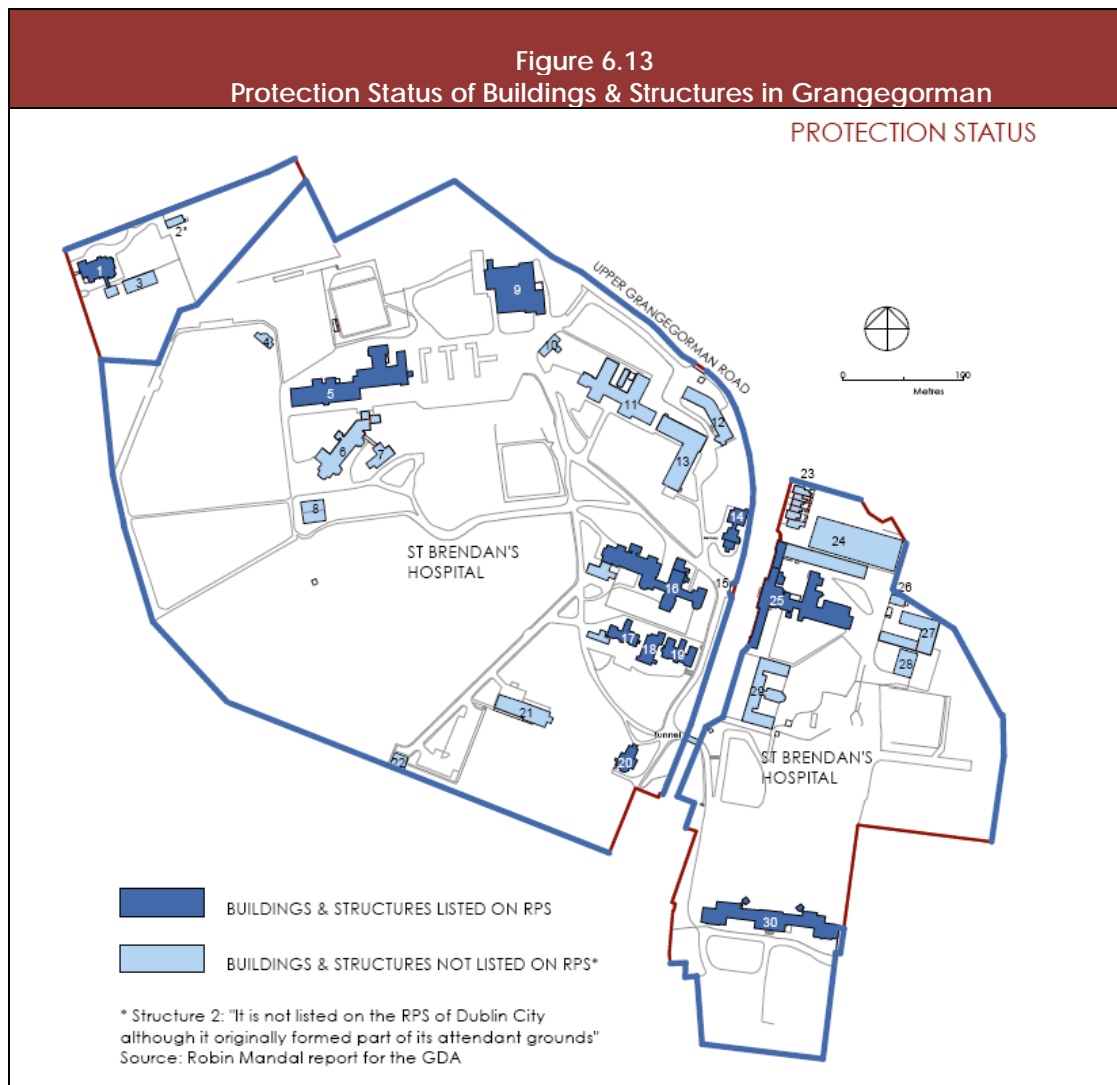 Figure 6.13
Protection Status of Buildings & Structures in Grangegorman
PROTECTION STATUS
2*
1
3
9
UPPER GRANGEGORMAN ROAD
4
10
5
11
12
100
0
Metres
6
7
13
23
8
14
24
ST BRENDAN'S
HOSPITAL
15
16
25
26
17
18
19
27
28
29
21
Tunnel
20
22
ST BRENDAN'S
HOSPITAL
30
BUILDINGS & STRUCTURES LISTED ON RPS
BUILDINGS & STRUCTURES NOT LISTED ON RPS*
* Structure 2: "It is not listed on the RPS of Dublin City
although it originally formed part of its attendant grounds"
Source: Robin Mandal report for the GDA